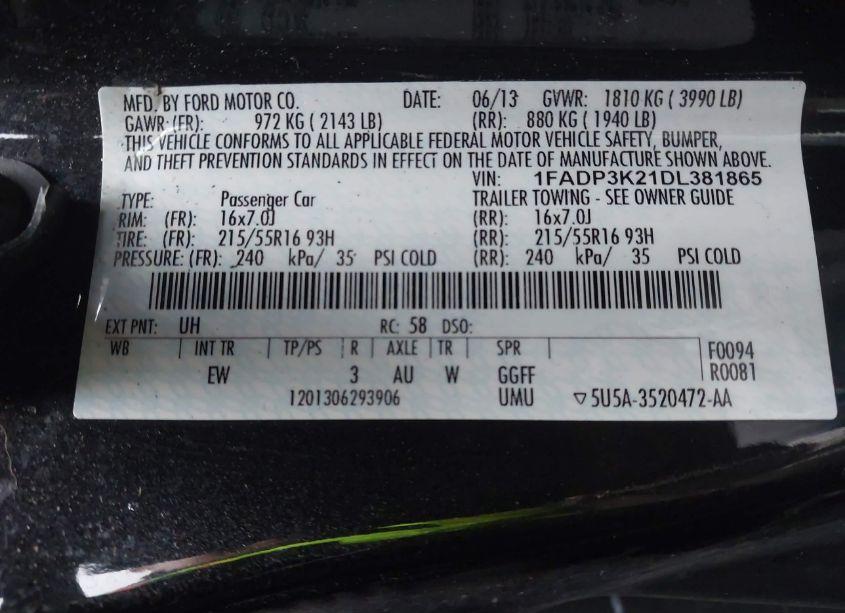 MFD. BY FORD MOTOR CO. DATE: 06/13 GVWR: 1810 KG ( 3990 LB)
GAWR: (FR): 972 KG ( 2143 LB) (RR): 880 KG ( 1940 LB)
THIS VEHICLE CONFORMS TO ALL APPLICABLE FEDERAL MOTOR VEHICLE SAFETY, BUMPER,
AND THEFT PREVENTION STANDARDS IN EFFECT ON THE DATE OF MANUFACTURE SHOWN ABOVE.
VIN: 1FADP3K21DL381865
TYPE: Passenger Car TRAILER TOWING - SEE OWNER GUIDE
RIM: (FR): 16x7.0J (RR): 16x7.0J
TIRE: (FR): 215/55R16 93H (RR): 215/55R16 93H
PRESSURE: (FR): 240 kPa/ 35 PSI COLD (RR): 240 kPa/ 35 PSI COLD
EXT PNT: UH RC: 58 DSO:
WB INT TR TP/PS R AXLE TR SPR F0094
EW 3 AU W GGFF R0081
1201306293906 UMU ▽5U5A-3520472-AA